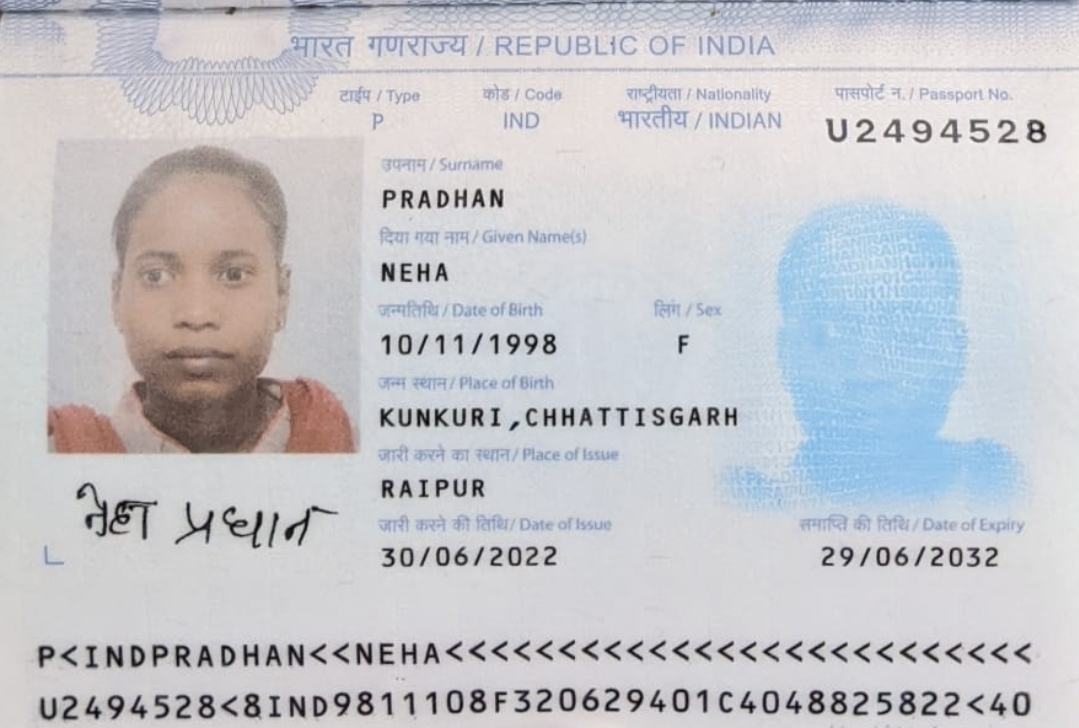 भारत गणराज्य / REPUBLIC OF INDIA
टाईप / Type कोड / Code राष्ट्रीयता / Nationality पासपोर्ट न. / Passport No.
P IND भारतीय / INDIAN U2494528
उपनाम / Surname
PRADHAN
दिया गया नाम / Given Name(s)
NEHA
जन्मतिथि / Date of Birth लिंग / Sex
10/11/1998 F
जन्म स्थान / Place of Birth
KUNKURI,CHHATTISGARH
जारी करने का स्थान / Place of Issue
RAIPUR
नेहा प्रधान
जारी करने की तिथि / Date of Issue समाप्ति की तिथि / Date of Expiry
30/06/2022 29/06/2032
P<INDPRADHAN<<NEHA<<<<<<<<<<<<<<<<<<<<<<<<<<
U2494528<8IND9811108F320629401C4048825822<40